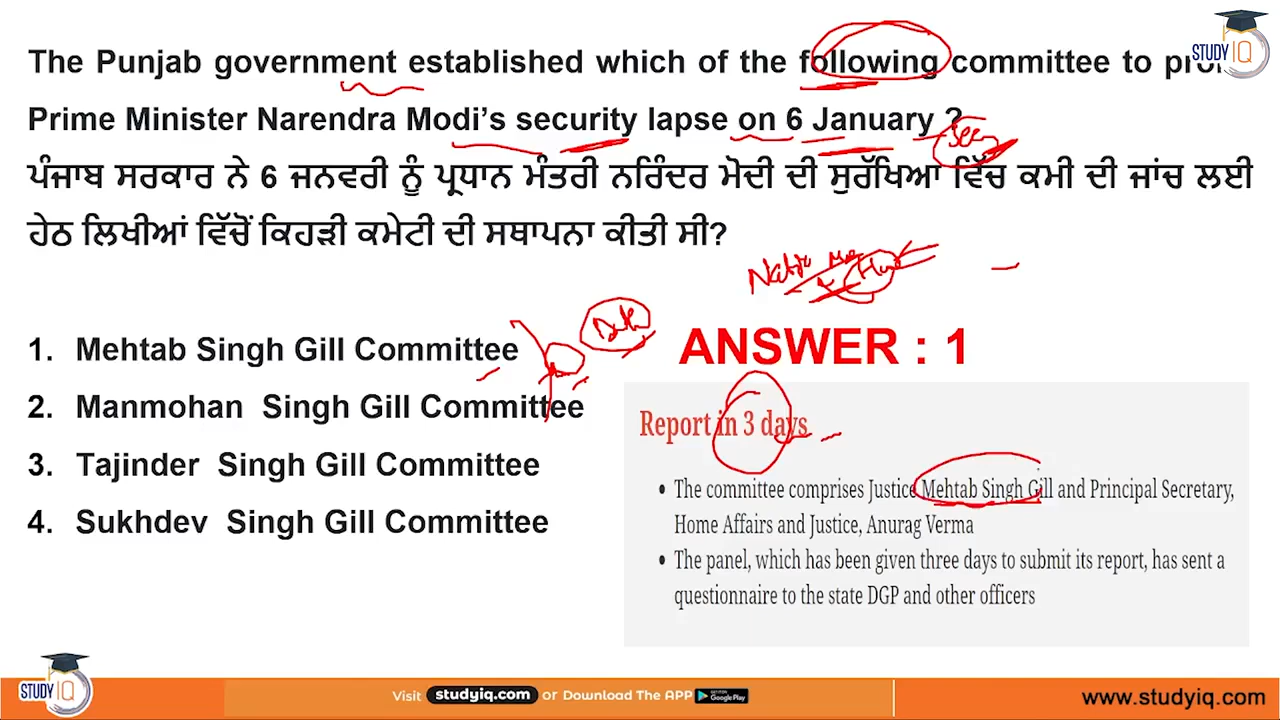 STUDY IQ
The Punjab government established which of the following committee to
Prime Minister Narendra Modi's security lapse on 6 January ?
ਪੰਜਾਬ ਸਰਕਾਰ ਨੇ 6 ਜਨਵਰੀ ਨੂੰ ਪ੍ਰਧਾਨ ਮੰਤਰੀ ਨਰਿੰਦਰ ਮੋਦੀ ਦੀ ਸੁਰੱਖਿਆ ਵਿੱਚ ਕਮੀ ਦੀ ਜਾਂਚ ਲਈ
ਹੇਠ ਲਿਖੀਆਂ ਵਿੱਚੋਂ ਕਿਹੜੀ ਕਮੇਟੀ ਦੀ ਸਥਾਪਨਾ ਕੀਤੀ ਸੀ?
1. Mehtab Singh Gill Committee
2. Manmohan Singh Gill Committee
3. Tajinder Singh Gill Committee
4. Sukhdev Singh Gill Committee
ANSWER : 1
Report in 3 days
• The committee comprises Justice Mehtab Singh Gill and Principal Secretary,
Home Affairs and Justice, Anurag Verma
• The panel, which has been given three days to submit its report, has sent a
questionnaire to the state DGP and other officers
STUDY IQ
Visit studyiq.com or Download The APP GET IT ON Google Play
www.studyiq.com